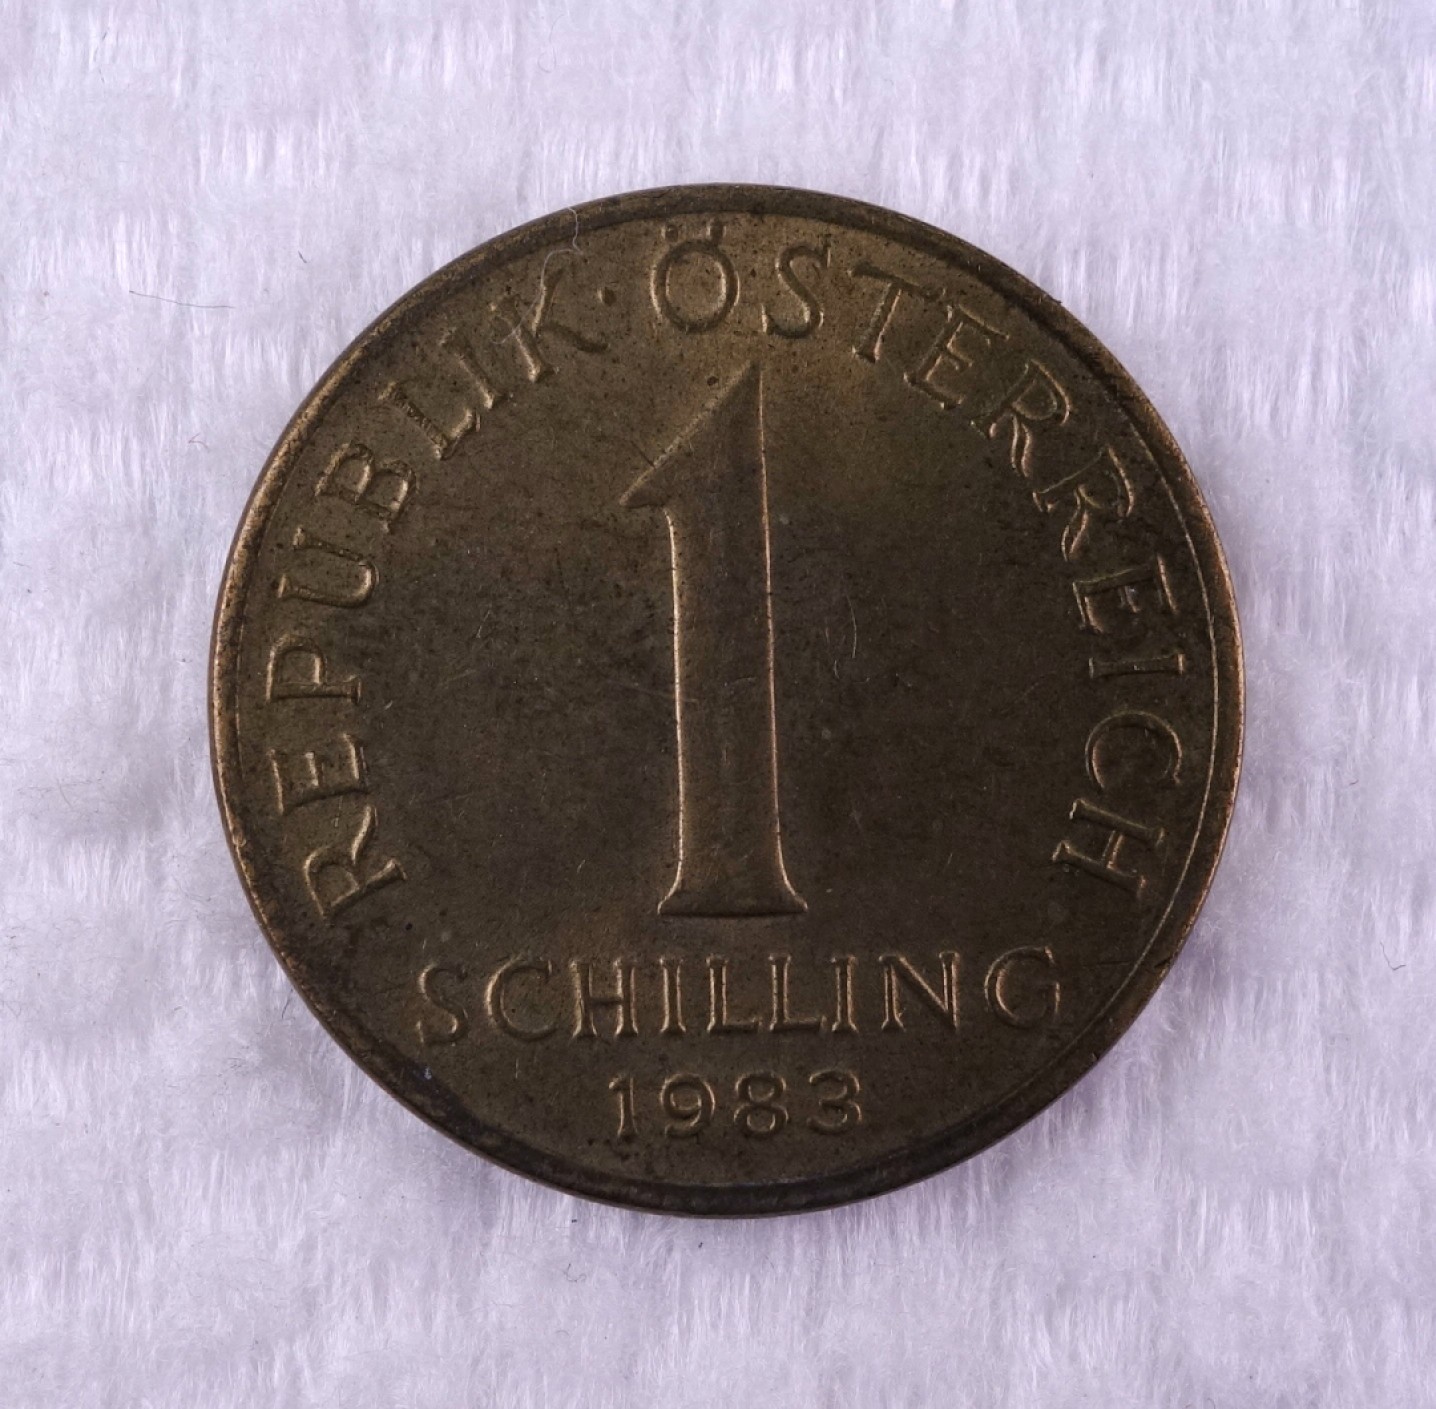 REPUBLIK · ÖSTERREICH
1
SCHILLING
1983